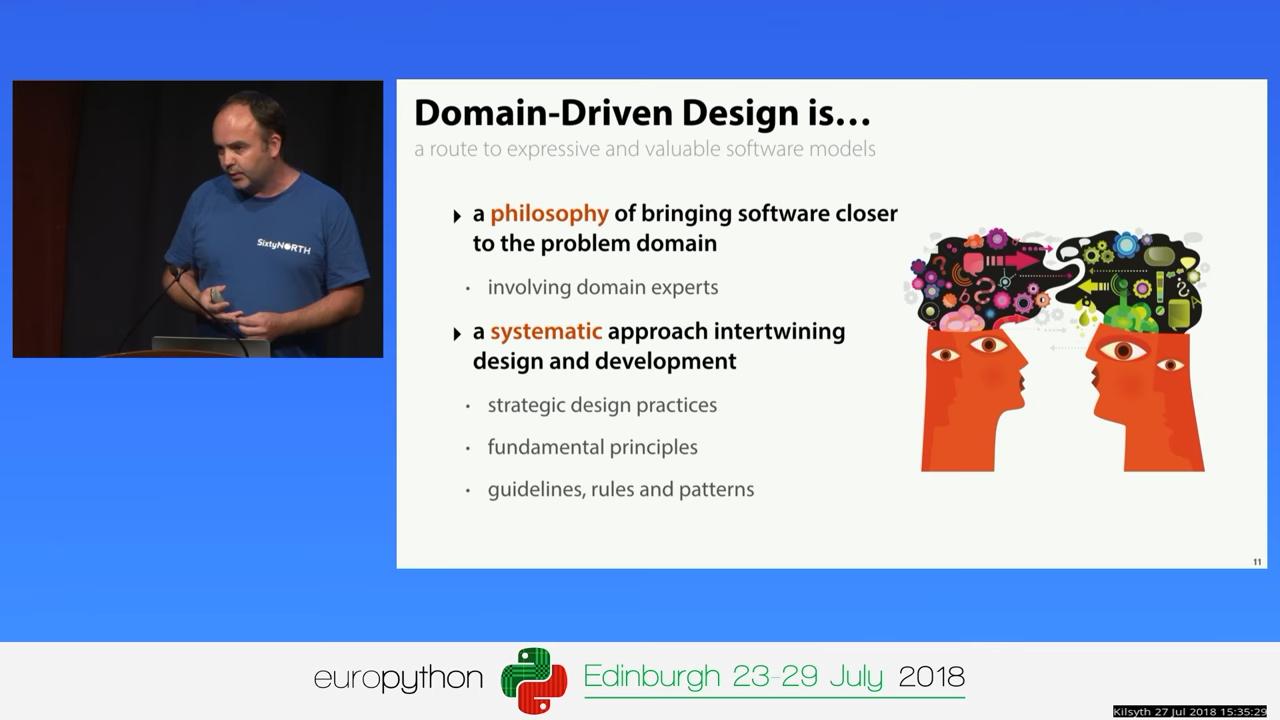 Domain-Driven Design is…
a route to expressive and valuable software models
a philosophy of bringing software closer
to the problem domain
involving domain experts
a systematic approach intertwining
design and development
strategic design practices
fundamental principles
guidelines, rules and patterns
11
SixtyNORTH
europython Edinburgh 23-29 July 2018
Kilsyth 27 Jul 2018 15:35:29